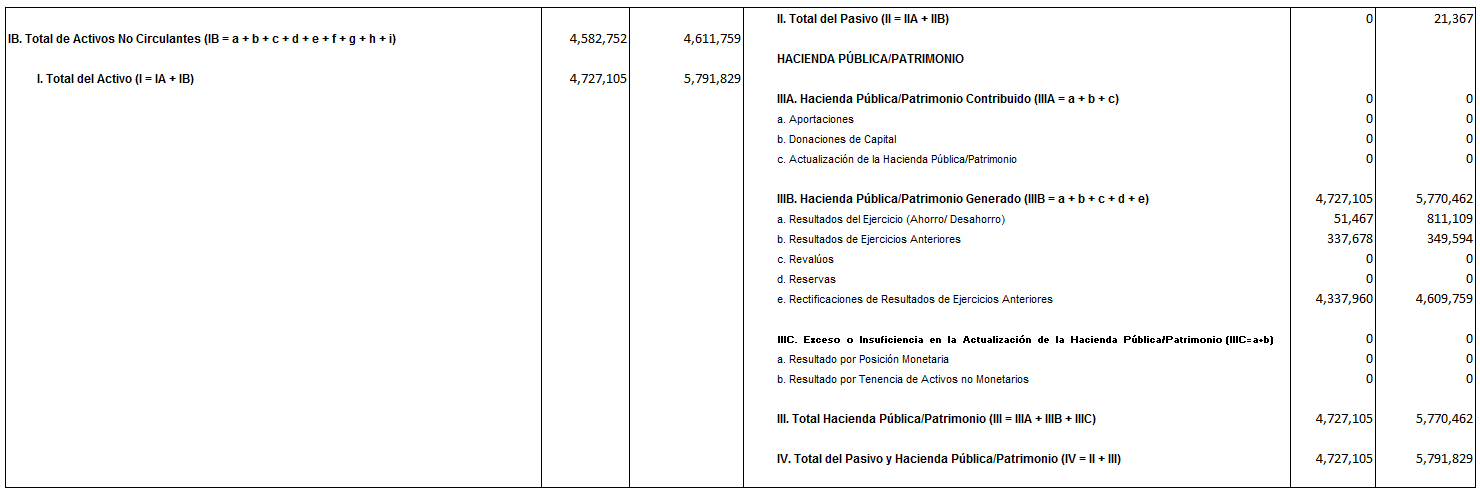 IB. Total de Activos No Circulantes (IB = a + b + c + d + e + f + g + h + i) 4,582,752 4,611,759
I. Total del Activo (I = IA + IB) 4,727,105 5,791,829
II. Total del Pasivo (II = IIA + IIB) 0 21,367
HACIENDA PÚBLICA/PATRIMONIO
IIIA. Hacienda Pública/Patrimonio Contribuido (IIIA = a + b + c) 0 0
a. Aportaciones 0 0
b. Donaciones de Capital 0 0
c. Actualización de la Hacienda Pública/Patrimonio 0 0
IIIB. Hacienda Pública/Patrimonio Generado (IIIB = a + b + c + d + e) 4,727,105 5,770,462
a. Resultados del Ejercicio (Ahorro/ Desahorro) 51,467 811,109
b. Resultados de Ejercicios Anteriores 337,678 349,594
c. Revalúos 0 0
d. Reservas 0 0
e. Rectificaciones de Resultados de Ejercicios Anteriores 4,337,960 4,609,759
IIIC. Exceso o Insuficiencia en la Actualización de la Hacienda Pública/Patrimonio (IIIC=a+b) 0 0
a. Resultado por Posición Monetaria 0 0
b. Resultado por Tenencia de Activos no Monetarios 0 0
III. Total Hacienda Pública/Patrimonio (III = IIIA + IIIB + IIIC) 4,727,105 5,770,462
IV. Total del Pasivo y Hacienda Pública/Patrimonio (IV = II + III) 4,727,105 5,791,829